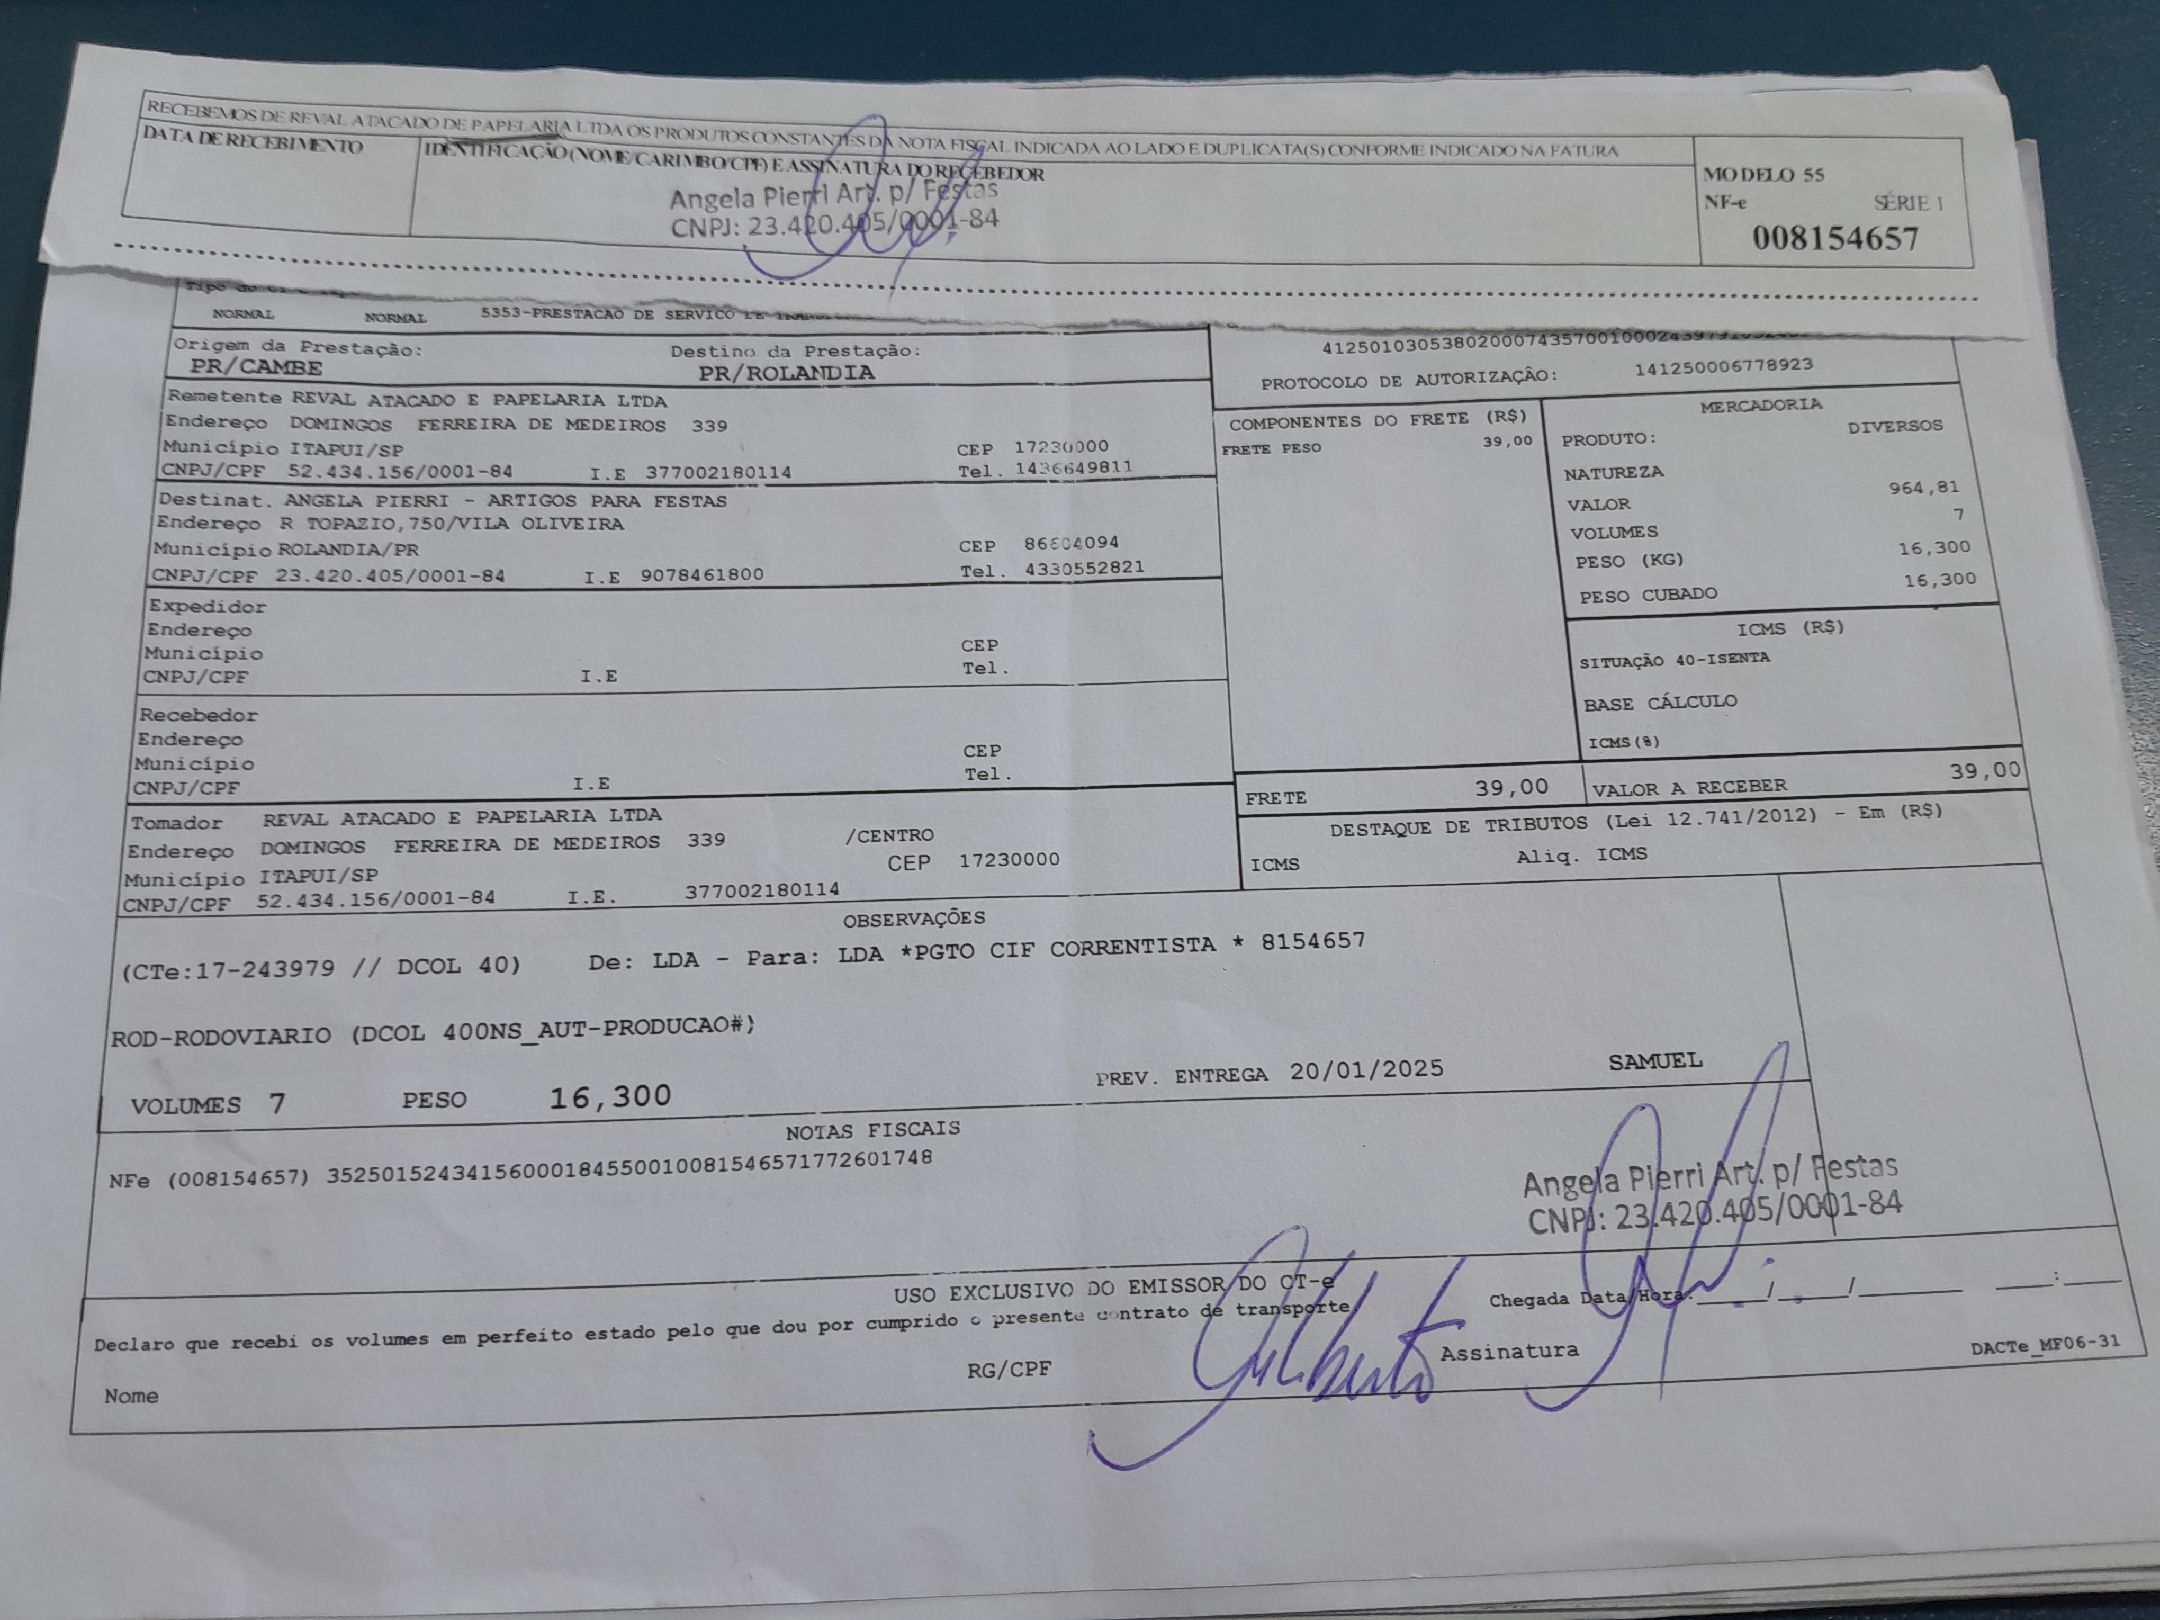 RECEBEMOS DE REVAL ATACADO DE PAPELARIA LTDA OS PRODUTOS CONSTANTES DA NOTA FISCAL INDICADA AO LADO E DUPLICATA(S) CONFORME INDICADO NA FATURA
DATA DE RECEBIMENTO
IDENTIFICAÇÃO (NOME/CARIMBO/CPF) E ASSINATURA DO RECEBEDOR
Angela Pierri Art. p/ Festas
CNPJ: 23.420.405/0001-84
MODELO 55
NF-e SÉRIE 1
008154657
NORMAL NORMAL 5353-PRESTACAO DE SERVICO
Origem da Prestação: Destino da Prestação:
PR/CAMBE PR/ROLANDIA
PROTOCOLO DE AUTORIZAÇÃO: 141250006778923
Remetente REVAL ATACADO E PAPELARIA LTDA
Endereço DOMINGOS FERREIRA DE MEDEIROS 339
Município ITAPUI/SP CEP 17230000
CNPJ/CPF 52.434.156/0001-84 I.E 377002180114 Tel. 1436649811
Destinat. ANGELA PIERRI - ARTIGOS PARA FESTAS
Endereço R TOPAZIO,750/VILA OLIVEIRA
Município ROLANDIA/PR CEP 86604094
CNPJ/CPF 23.420.405/0001-84 I.E 9078461800 Tel. 4330552821
Expedidor
Endereço
Município CEP
CNPJ/CPF I.E Tel.
Recebedor
Endereço
Município CEP
CNPJ/CPF I.E Tel.
Tomador REVAL ATACADO E PAPELARIA LTDA
Endereço DOMINGOS FERREIRA DE MEDEIROS 339 /CENTRO
Município ITAPUI/SP CEP 17230000
CNPJ/CPF 52.434.156/0001-84 I.E. 377002180114
COMPONENTES DO FRETE (R$)
FRETE PESO 39,00
MERCADORIA
PRODUTO: DIVERSOS
NATUREZA
VALOR 964,81
VOLUMES 7
PESO (KG) 16,300
PESO CUBADO 16,300
ICMS (R$)
SITUAÇÃO 40-ISENTA
BASE CÁLCULO
ICMS(%)
FRETE 39,00 VALOR A RECEBER 39,00
DESTAQUE DE TRIBUTOS (Lei 12.741/2012) - Em (R$)
ICMS Aliq. ICMS
OBSERVAÇÕES
(CTe:17-243979 // DCOL 40) De: LDA - Para: LDA *PGTO CIF CORRENTISTA * 8154657
ROD-RODOVIARIO (DCOL 400NS_AUT-PRODUCAO#)
VOLUMES 7 PESO 16,300 PREV. ENTREGA 20/01/2025 SAMUEL
NOTAS FISCAIS
NFe (008154657) 35250152434156000184550010081546571772601748
Angela Pierri Art. p/ Festas
CNPJ: 23.420.405/0001-84
USO EXCLUSIVO DO EMISSOR DO CT-e
Declaro que recebi os volumes em perfeito estado pelo que dou por cumprido o presente contrato de transporte
Chegada Data/Hora: ____/____/______ ___:___
Nome RG/CPF Gilberto Assinatura
DACTe_MF06-31